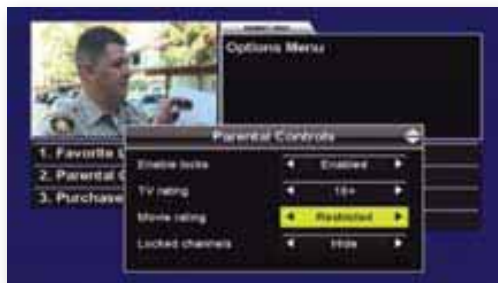 Options Menu
Parental Controls
1. Favorite L
2. Parental C
3. Purchase
Enable locks Enabled
TV rating 18+
Movie rating Restricted
Locked channels Hide